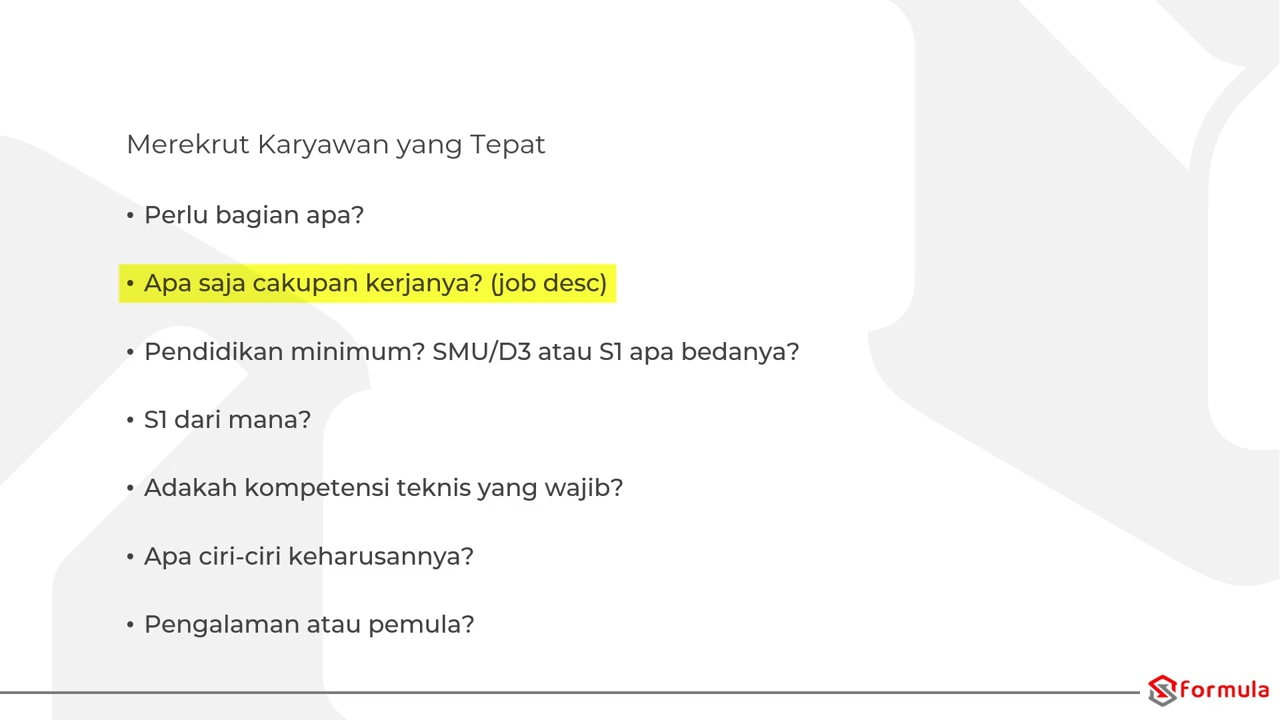 Merekrut Karyawan yang Tepat
• Perlu bagian apa?
• Apa saja cakupan kerjanya? (job desc)
• Pendidikan minimum? SMU/D3 atau S1 apa bedanya?
• S1 dari mana?
• Adakah kompetensi teknis yang wajib?
• Apa ciri-ciri keharusannya?
• Pengalaman atau pemula?
formula